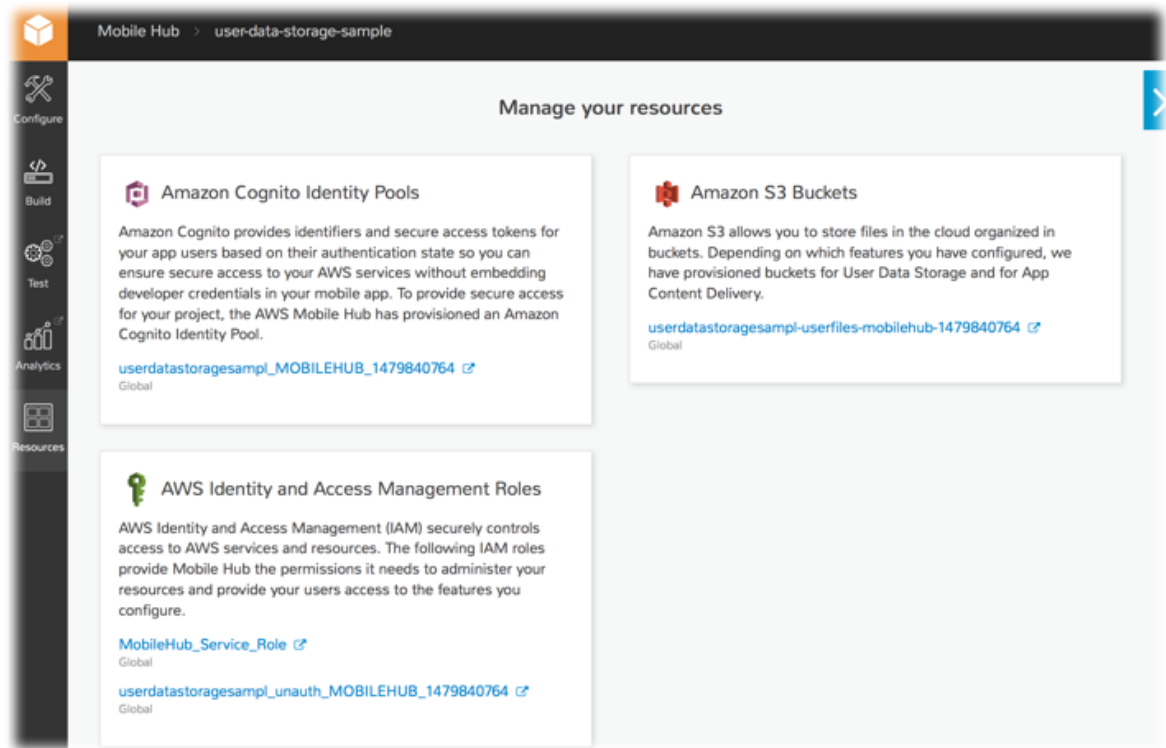 Mobile Hub > user-data-storage-sample
Configure
Build
Test
Analytics
Resources
Manage your resources
Amazon Cognito Identity Pools
Amazon Cognito provides identifiers and secure access tokens for
your app users based on their authentication state so you can
ensure secure access to your AWS services without embedding
developer credentials in your mobile app. To provide secure access
for your project, the AWS Mobile Hub has provisioned an Amazon
Cognito Identity Pool.
userdatastoragesampl_MOBILEHUB_1479840764
Global
Amazon S3 Buckets
Amazon S3 allows you to store files in the cloud organized in
buckets. Depending on which features you have configured, we
have provisioned buckets for User Data Storage and for App
Content Delivery.
userdatastoragesampl-userfiles-mobilehub-1479840764
Global
AWS Identity and Access Management Roles
AWS Identity and Access Management (IAM) securely controls
access to AWS services and resources. The following IAM roles
provide Mobile Hub the permissions it needs to administer your
resources and provide your users access to the features you
configure.
MobileHub_Service_Role
Global
userdatastoragesampl_unauth_MOBILEHUB_1479840764
Global